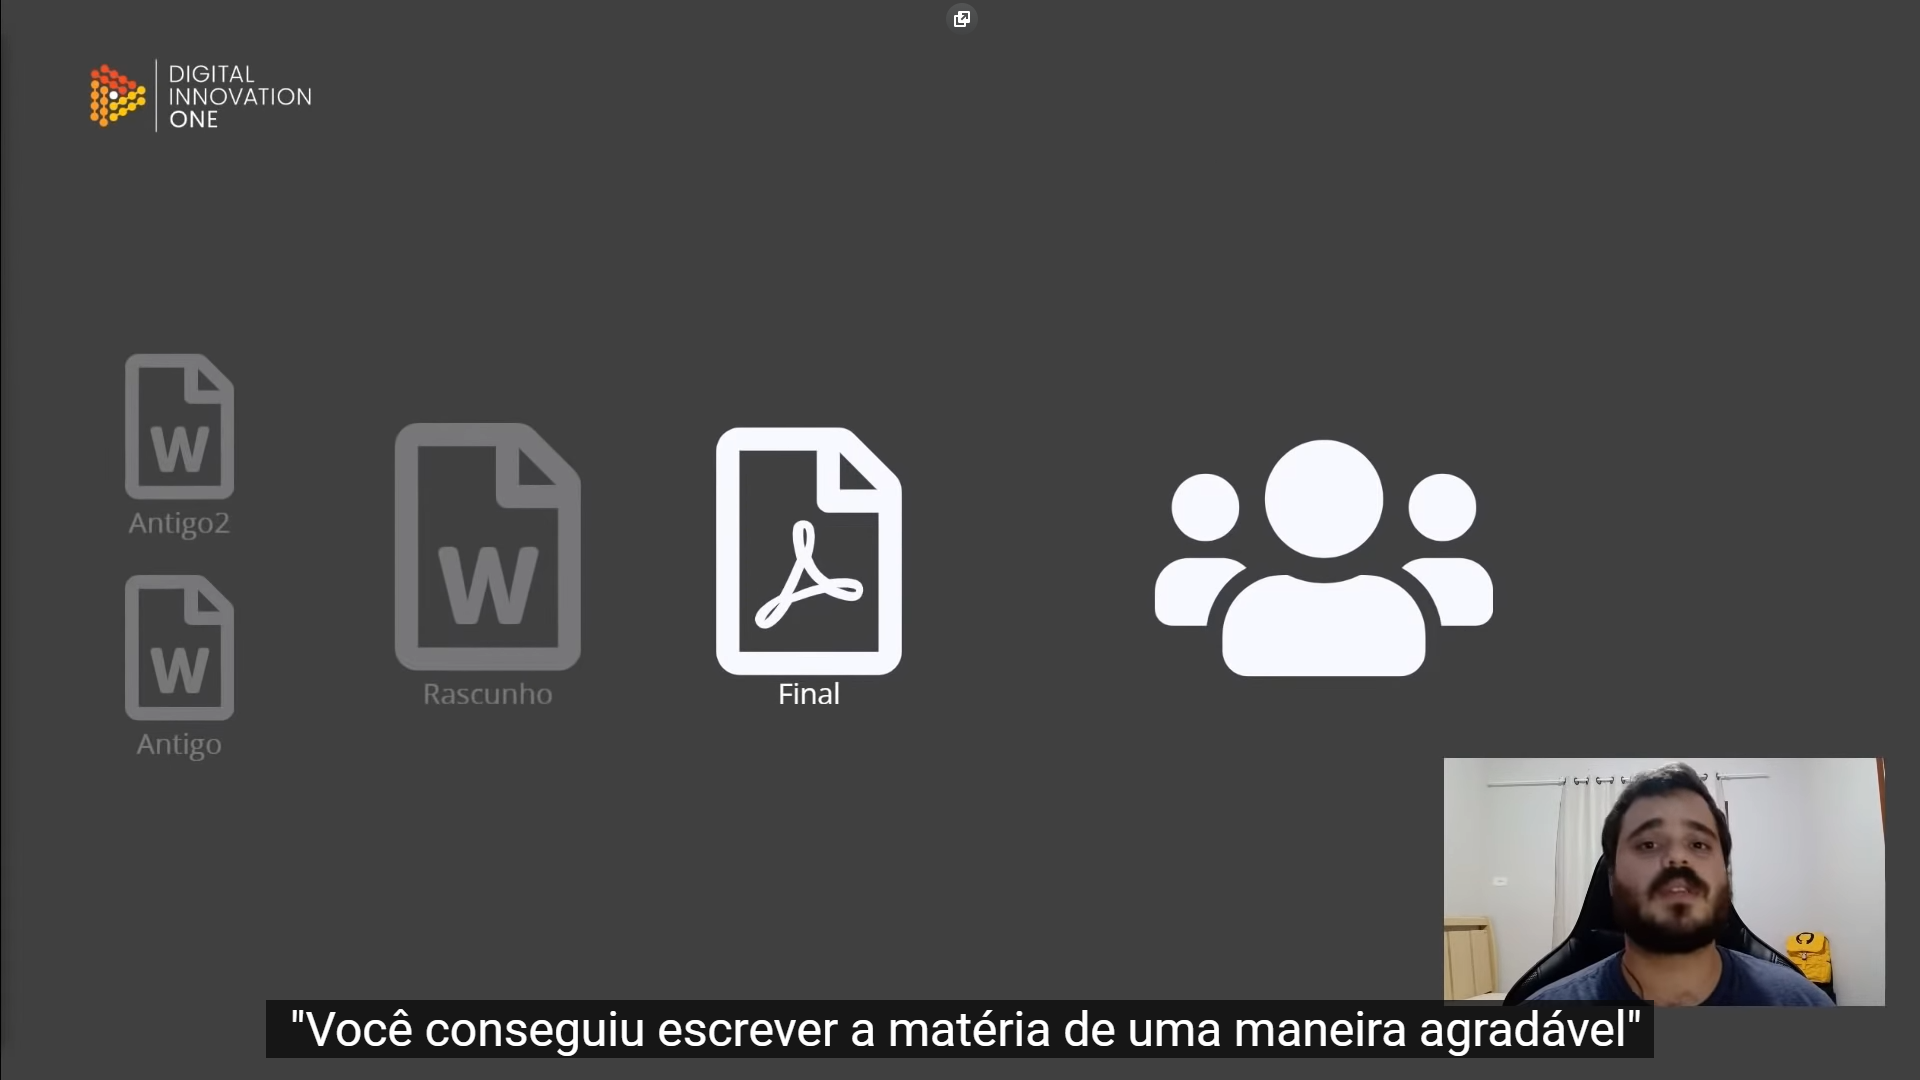 DIGITAL
INNOVATION
ONE
W
Antigo2
W
Antigo
W
Rascunho
Final
"Você conseguiu escrever a matéria de uma maneira agradável"